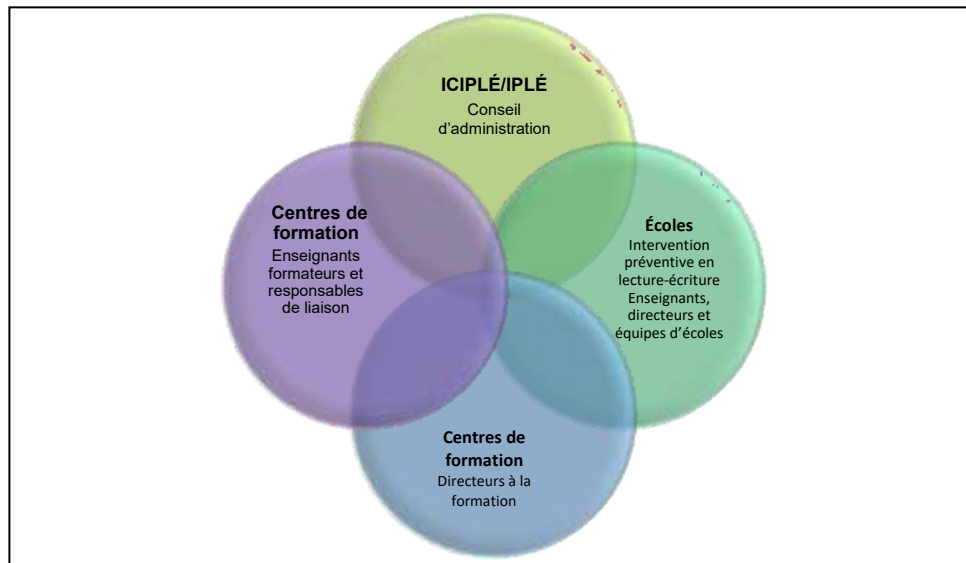 ICIPLÉ/IPLÉ
Conseil
d’administration
Centres de
formation
Enseignants
formateurs et
responsables
de liaison
Écoles
Intervention
préventive en
lecture-écriture
Enseignants,
directeurs et
équipes d’écoles
Centres de
formation
Directeurs à la
formation